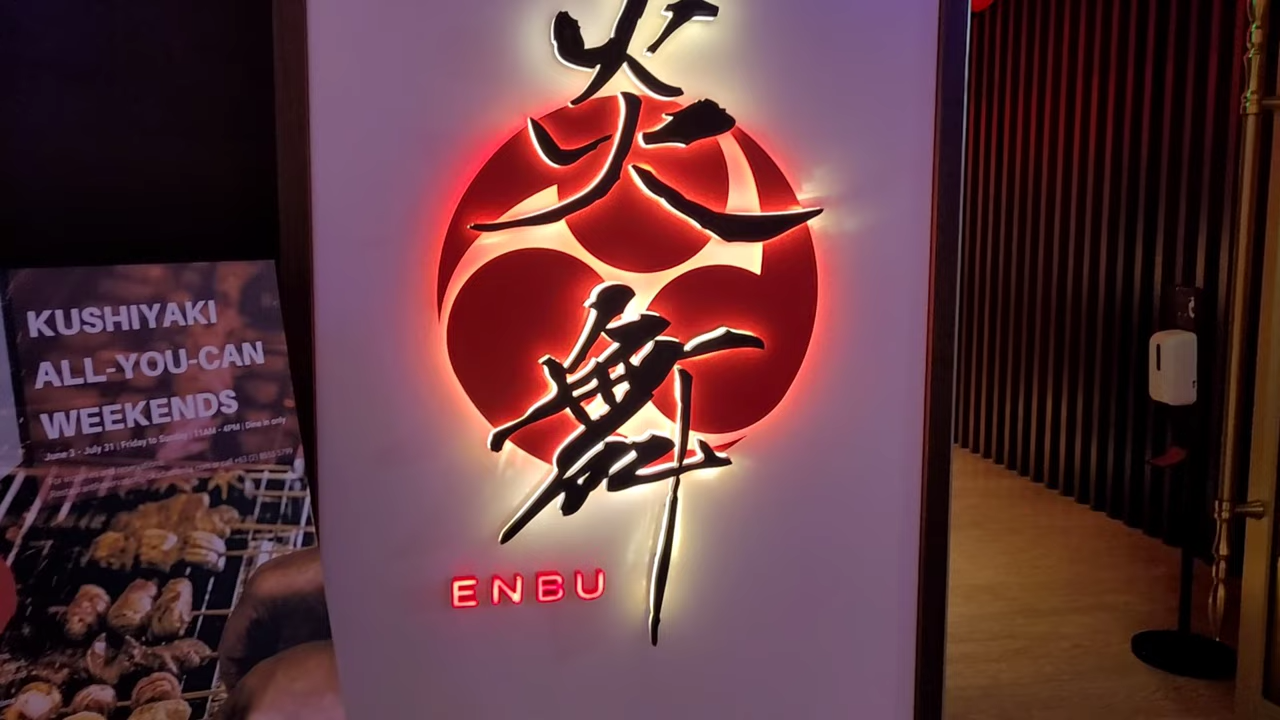 炎
舞
ENBU
KUSHIYAKI
ALL-YOU-CAN
WEEKENDS
June 3 - July 31 | Friday to Sunday | 11AM - 4PM | Dine in only